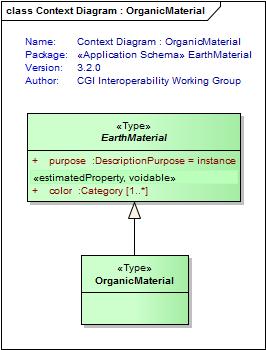 class Context Diagram : OrganicMaterial
Name: Context Diagram : OrganicMaterial
Package: «Application Schema» EarthMaterial
Version: 3.2.0
Author: CGI Interoperability Working Group
«Type»
EarthMaterial
+ purpose :DescriptionPurpose = instance
«estimatedProperty, voidable»
+ color :Category [1..*]
«Type»
OrganicMaterial